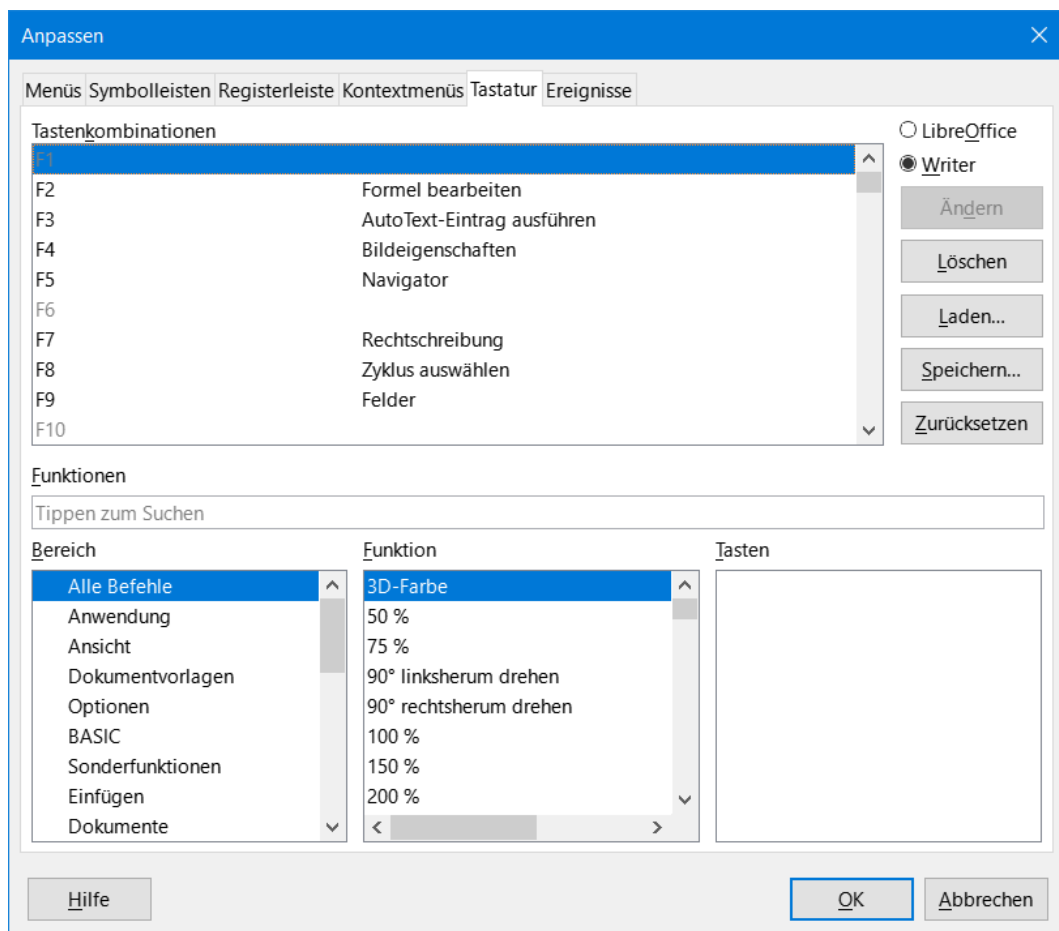 Anpassen
Menüs Symbolleisten Registerleiste Kontextmenüs Tastatur Ereignisse
Tastenkombinationen
LibreOffice
F1
Writer
F2 Formel bearbeiten
Ändern
F3 AutoText-Eintrag ausführen
F4 Bildeigenschaften
Löschen
F5 Navigator
F6
Laden...
F7 Rechtschreibung
F8 Zyklus auswählen
Speichern...
F9 Felder
F10
Zurücksetzen
Funktionen
Tippen zum Suchen
Bereich Funktion Tasten
Alle Befehle 3D-Farbe
Anwendung 50 %
Ansicht 75 %
Dokumentvorlagen 90° linksherum drehen
Optionen 90° rechtsherum drehen
BASIC 100 %
Sonderfunktionen 150 %
Einfügen 200 %
Dokumente
Hilfe OK Abbrechen